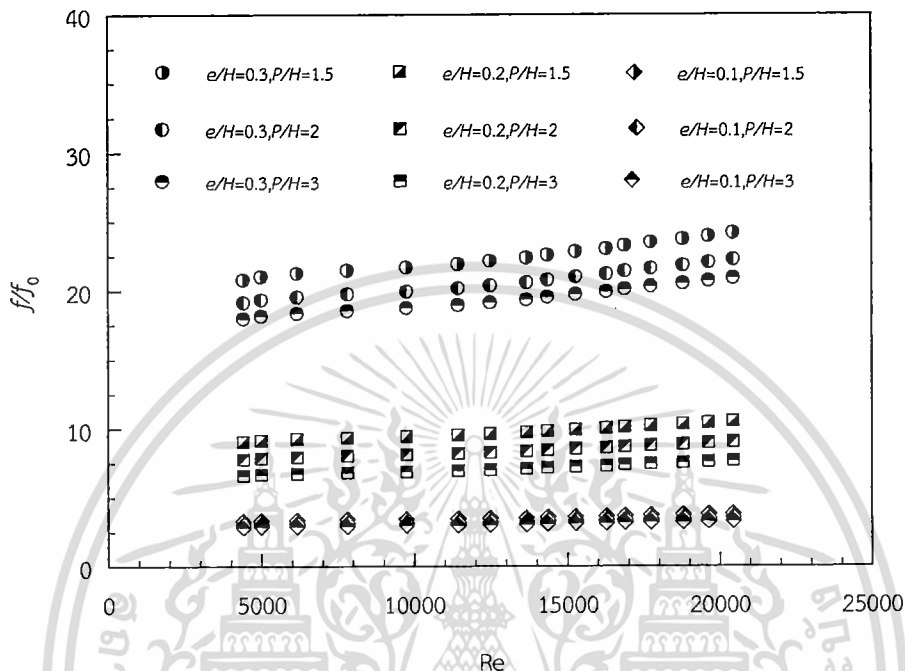 40
e/H=0.3,P/H=1.5 e/H=0.2,P/H=1.5 e/H=0.1,P/H=1.5
30
e/H=0.3,P/H=2 e/H=0.2,P/H=2 e/H=0.1,P/H=2
e/H=0.3,P/H=3 e/H=0.2,P/H=3 e/H=0.1,P/H=3
f/f₀
20
10
0
0 5000 10000 15000 20000 25000
Re